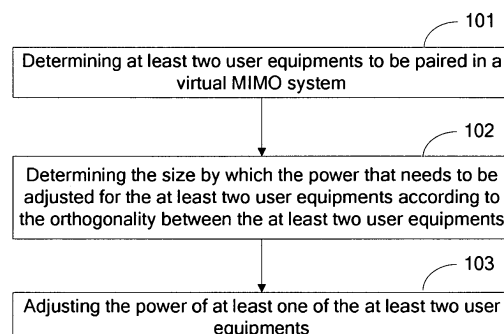 101
Determining at least two user equipments to be paired in a
virtual MIMO system
102
Determining the size by which the power that needs to be
adjusted for the at least two user equipments according to
the orthogonality between the at least two user equipments
103
Adjusting the power of at least one of the at least two user
equipments